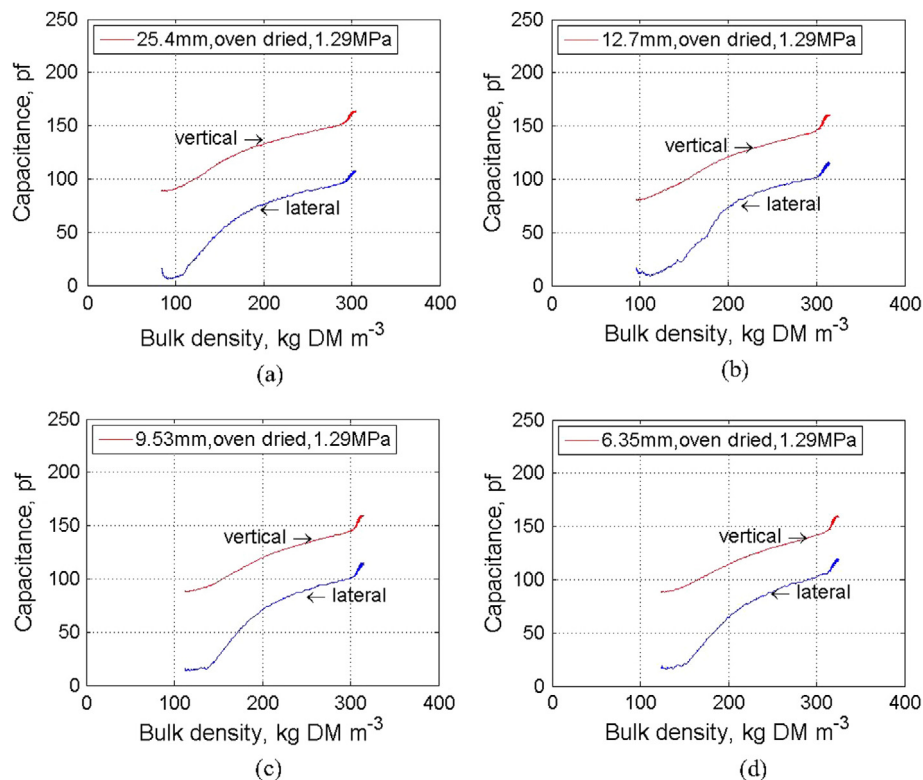 25.4mm,oven dried,1.29MPa
250
200
150
100
50
0
Capacitance, pf
vertical →
← lateral
0 100 200 300 400
Bulk density, kg DM m⁻³
(a)
12.7mm,oven dried,1.29MPa
250
200
150
100
50
0
Capacitance, pf
vertical →
← lateral
0 100 200 300 400
Bulk density, kg DM m⁻³
(b)
9.53mm,oven dried,1.29MPa
250
200
150
100
50
0
Capacitance, pf
vertical →
← lateral
0 100 200 300 400
Bulk density, kg DM m⁻³
(c)
6.35mm,oven dried,1.29MPa
250
200
150
100
50
0
Capacitance, pf
vertical →
← lateral
0 100 200 300 400
Bulk density, kg DM m⁻³
(d)